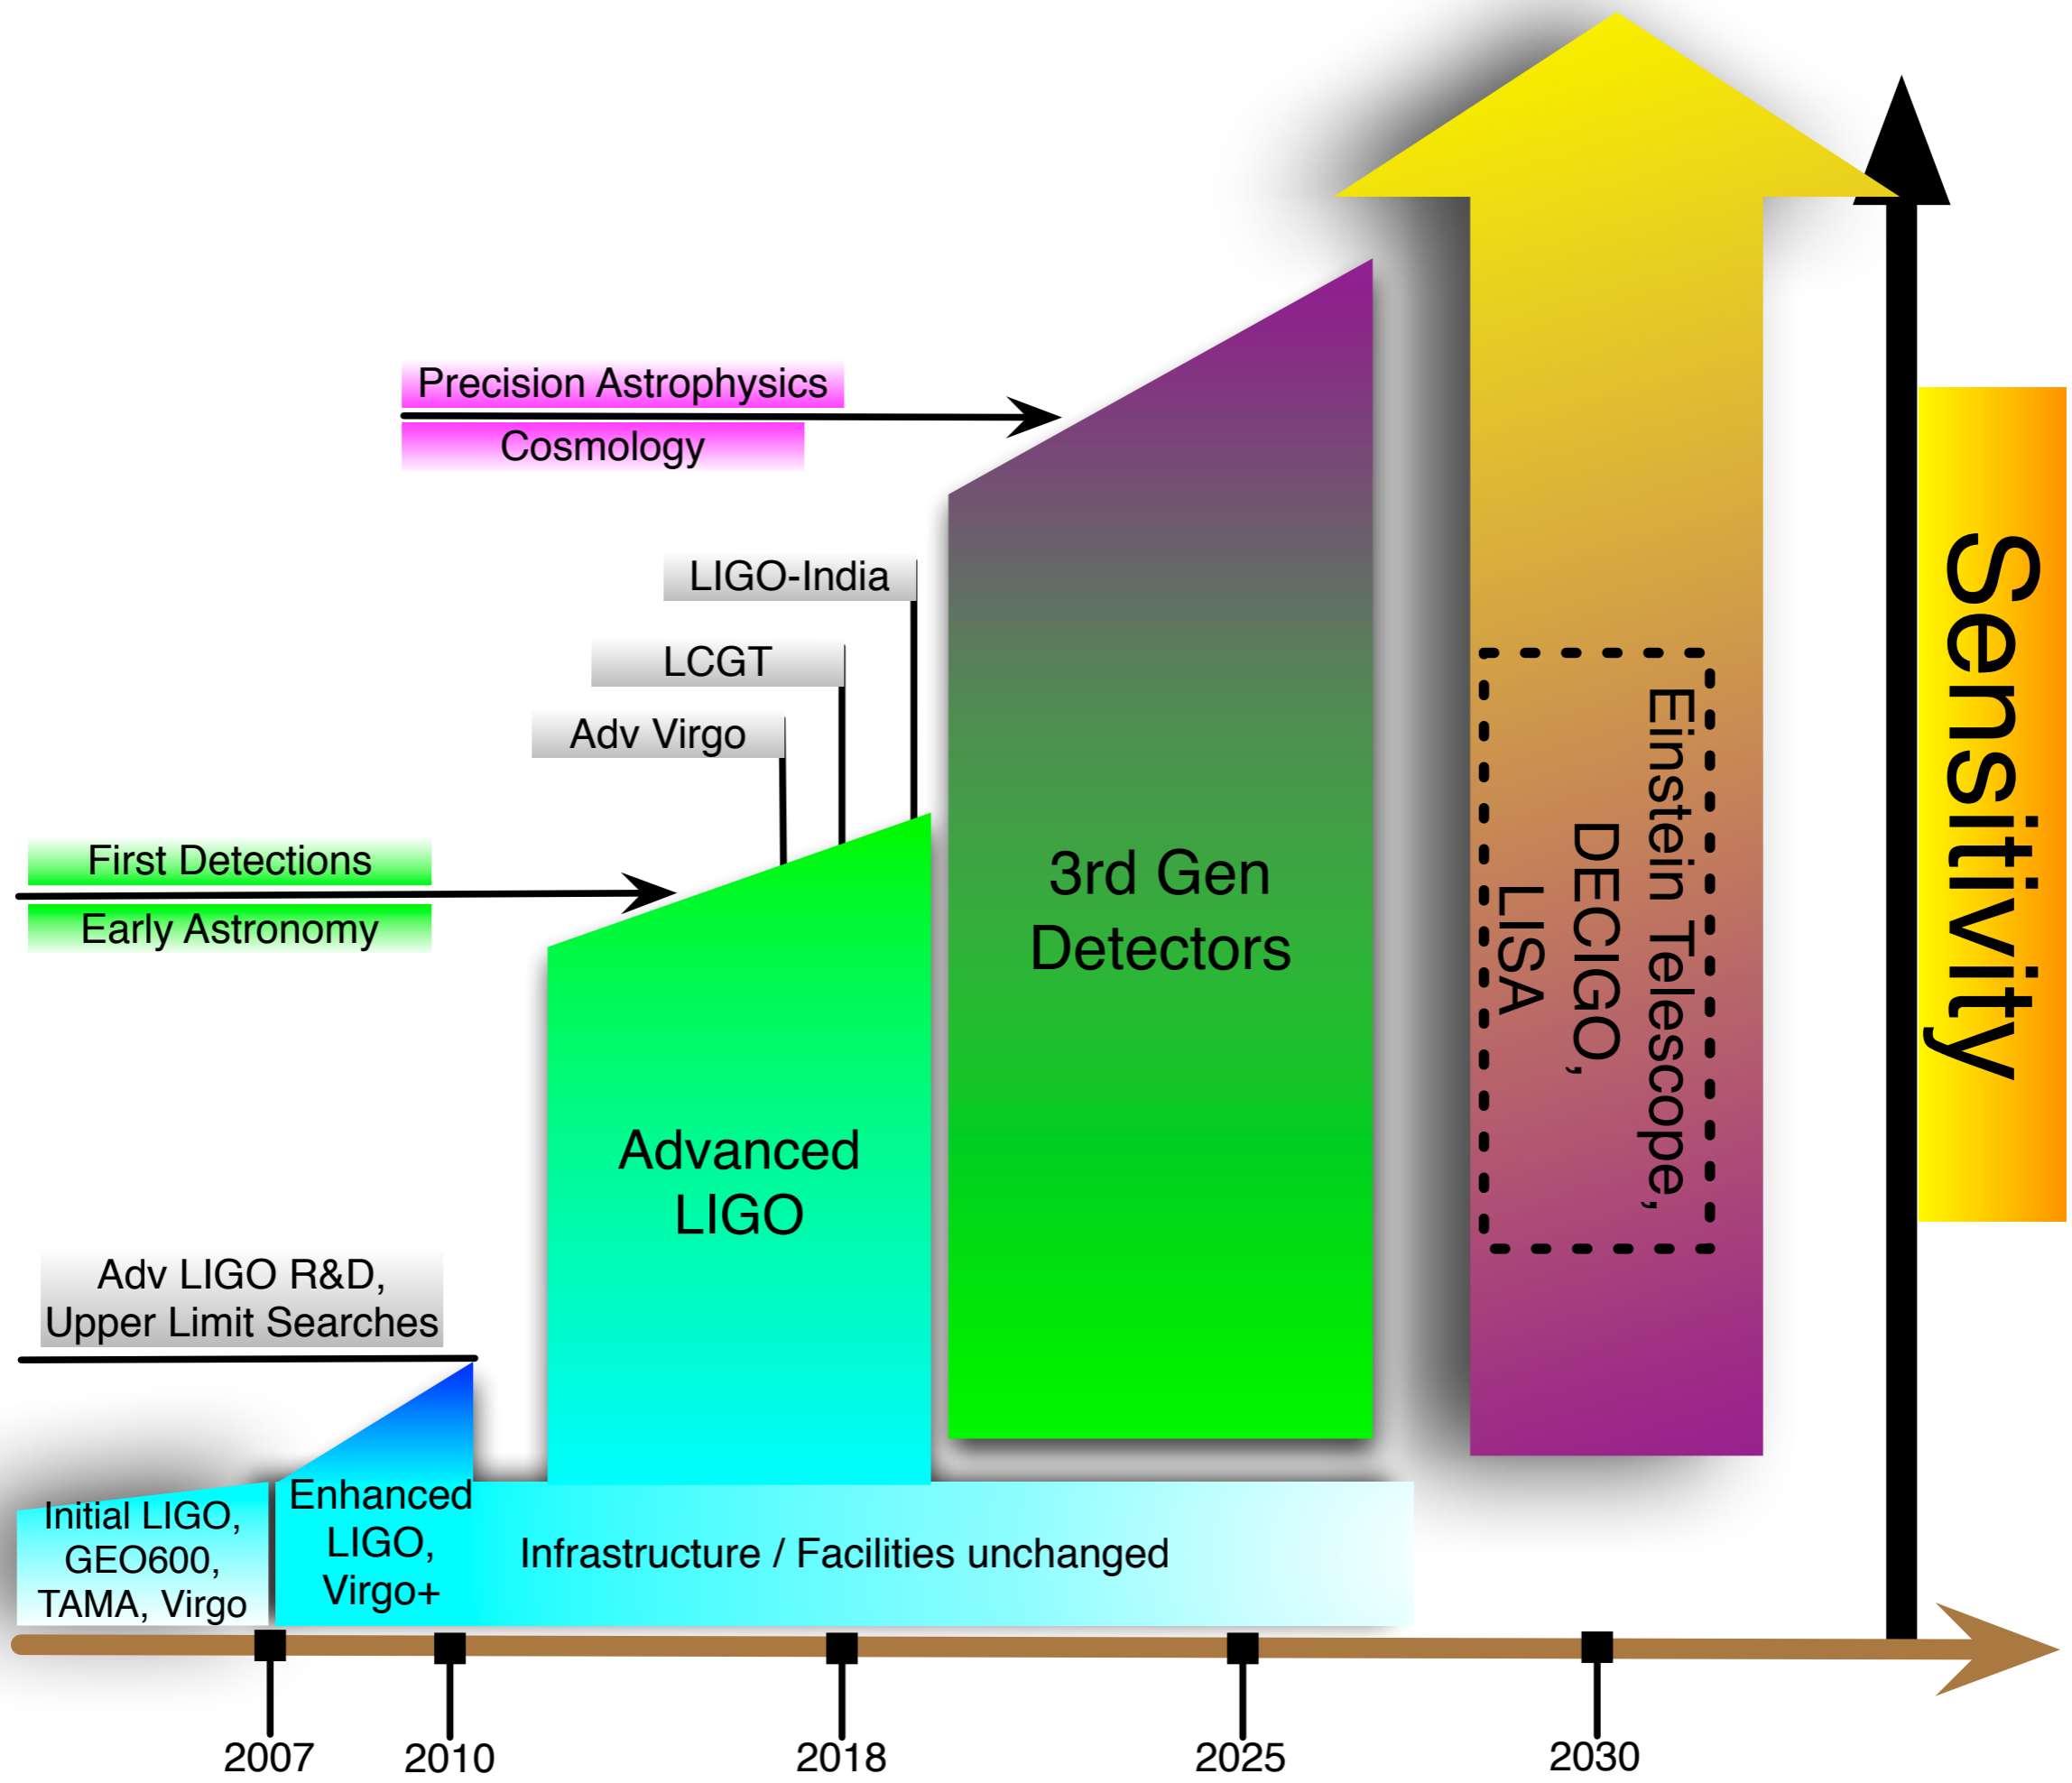 Precision Astrophysics
Cosmology
LIGO-India
LCGT
Adv Virgo
First Detections
Early Astronomy
Adv LIGO R&D,
Upper Limit Searches
Initial LIGO,
GEO600,
TAMA, Virgo
Enhanced
LIGO,
Virgo+
Infrastructure / Facilities unchanged
Advanced
LIGO
3rd Gen
Detectors
Einstein Telescope,
DECIGO,
LISA
Sensitivity
2007
2010
2018
2025
2030